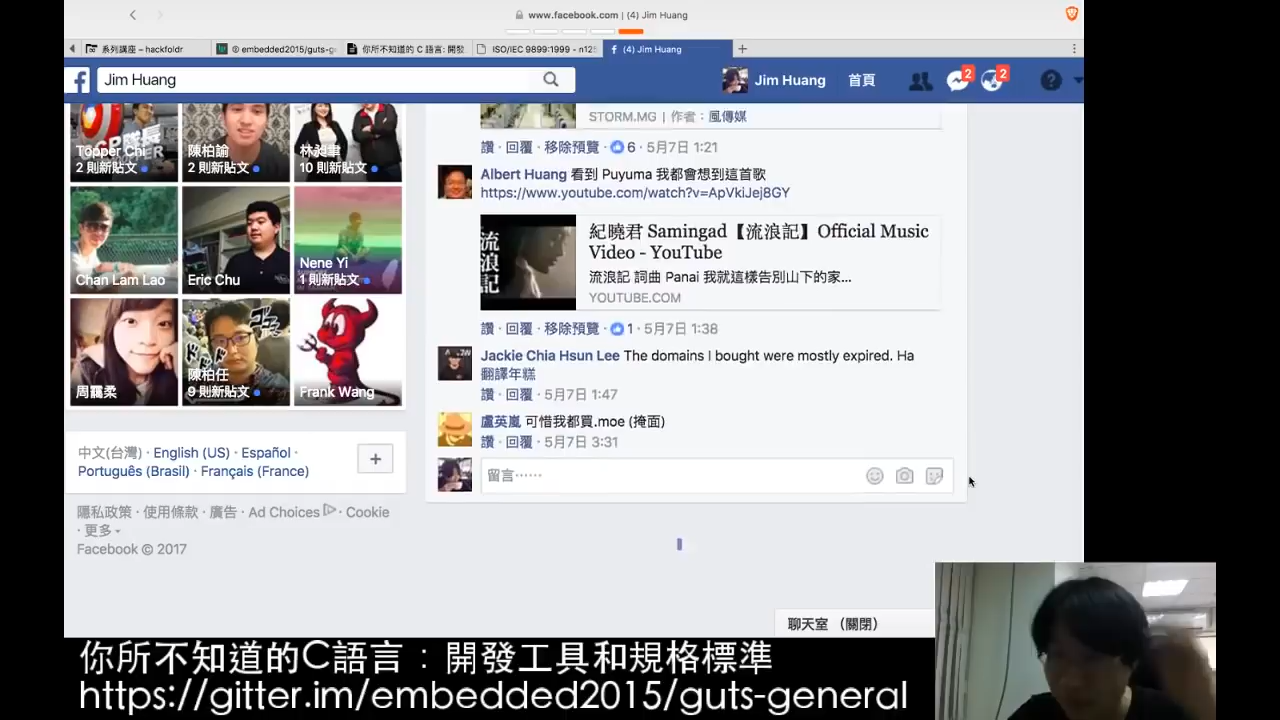 www.facebook.com | (4) Jim Huang
系列講座 – hackfoldr
embedded2015/guts-g
你所不知道的 C 語言: 開發
ISO/IEC 9899:1999 - n125
(4) Jim Huang
Jim Huang
Jim Huang
首頁
2
2
Topper Chi
2 則新貼文
陳柏諭
2 則新貼文
林昶聿
10 則新貼文
Chan Lam Lao
Eric Chu
Nene Yi
1 則新貼文
周靄柔
陳柏任
9 則新貼文
Frank Wang
中文(台灣) · English (US) · Español ·
Português (Brasil) · Français (France)
隱私政策 · 使用條款 · 廣告 · Ad Choices · Cookie
· 更多
Facebook © 2017
STORM.MG | 作者：風傳媒
讚 · 回覆 · 移除預覽 · 6 · 5月7日 1:21
Albert Huang 看到 Puyuma 我都會想到這首歌
https://www.youtube.com/watch?v=ApVkiJej8GY
流浪記
紀曉君 Samingad【流浪記】Official Music
Video - YouTube
流浪記 詞曲 Panai 我就這樣告別山下的家...
YOUTUBE.COM
讚 · 回覆 · 移除預覽 · 1 · 5月7日 1:38
Jackie Chia Hsun Lee The domains I bought were mostly expired. Ha
翻譯年糕
讚 · 回覆 · 5月7日 1:47
盧英嵐 可惜我都買.moe (掩面)
讚 · 回覆 · 5月7日 3:31
留言……
聊天室 （關閉）
你所不知道的C語言：開發工具和規格標準
https://gitter.im/embedded2015/guts-general